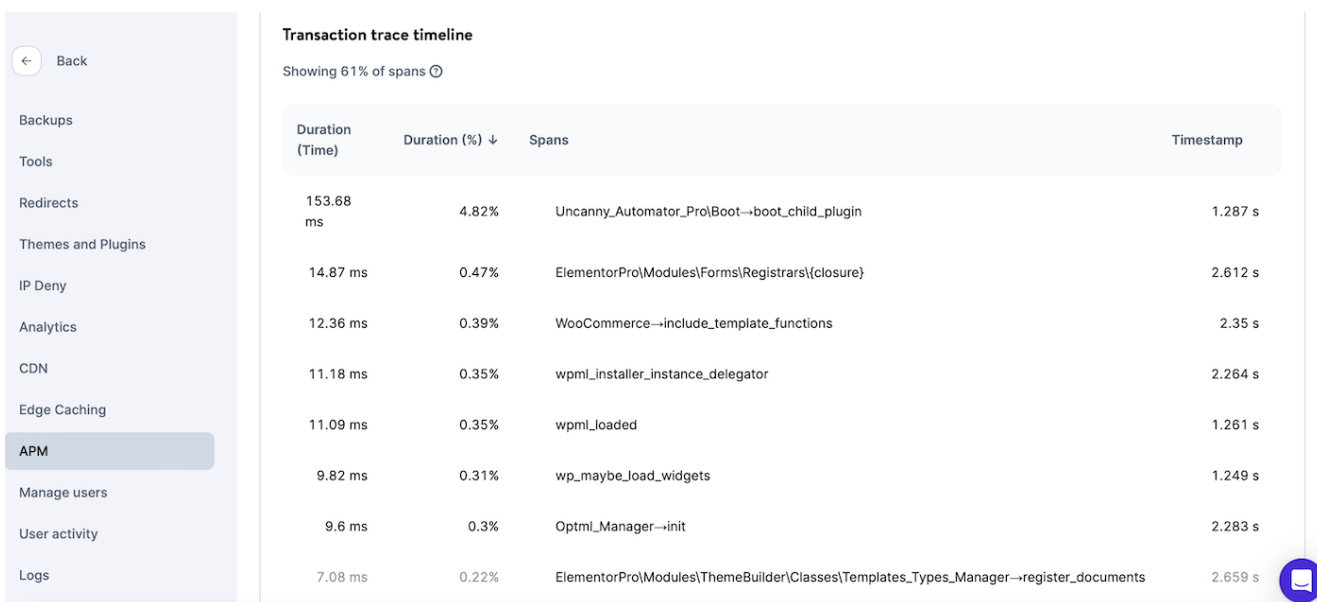 Back
Backups
Tools
Redirects
Themes and Plugins
IP Deny
Analytics
CDN
Edge Caching
APM
Manage users
User activity
Logs
Transaction trace timeline
Showing 61% of spans ?
Duration (Time) Duration (%) ↓ Spans Timestamp
153.68 ms 4.82% Uncanny_Automator_Pro\Boot→boot_child_plugin 1.287 s
14.87 ms 0.47% ElementorPro\Modules\Forms\Registrars\{closure} 2.612 s
12.36 ms 0.39% WooCommerce→include_template_functions 2.35 s
11.18 ms 0.35% wpml_installer_instance_delegator 2.264 s
11.09 ms 0.35% wpml_loaded 1.261 s
9.82 ms 0.31% wp_maybe_load_widgets 1.249 s
9.6 ms 0.3% Optml_Manager→init 2.283 s
7.08 ms 0.22% ElementorPro\Modules\ThemeBuilder\Classes\Templates_Types_Manager→register_documents 2.659 s